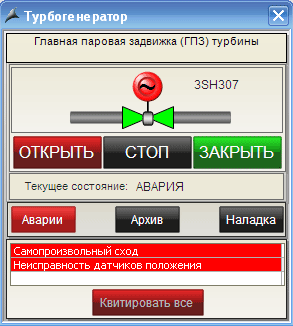 Турбогенератор
Главная паровая задвижка (ГПЗ) турбины
3SH307
ОТКРЫТЬ СТОП ЗАКРЫТЬ
Текущее состояние: АВАРИЯ
Аварии Архив Наладка
Самопроизвольный сход
Неисправность датчиков положения
Квитировать все